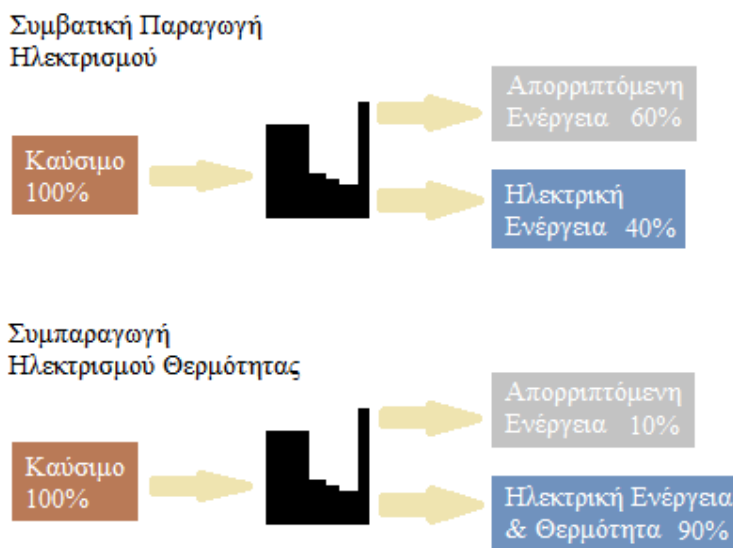 Συμβατική Παραγωγή
Ηλεκτρισμού
Καύσιμο
100%
Απορριπτόμενη
Ενέργεια 60%
Ηλεκτρική
Ενέργεια 40%
Συμπαραγωγή
Ηλεκτρισμού Θερμότητας
Καύσιμο
100%
Απορριπτόμενη
Ενέργεια 10%
Ηλεκτρική Ενέργεια
& Θερμότητα 90%